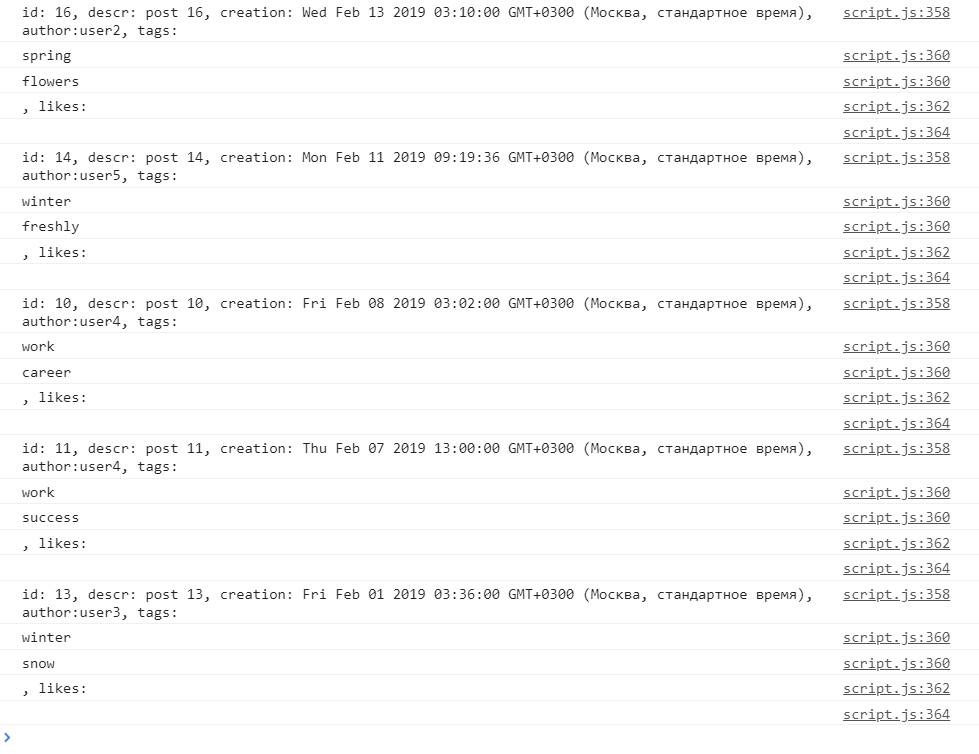 id: 16, descr: post 16, creation: Wed Feb 13 2019 03:10:00 GMT+0300 (Москва, стандартное время), script.js:358
author:user2, tags:
spring script.js:360
flowers script.js:360
, likes: script.js:362
script.js:364
id: 14, descr: post 14, creation: Mon Feb 11 2019 09:19:36 GMT+0300 (Москва, стандартное время), script.js:358
author:user5, tags:
winter script.js:360
freshly script.js:360
, likes: script.js:362
script.js:364
id: 10, descr: post 10, creation: Fri Feb 08 2019 03:02:00 GMT+0300 (Москва, стандартное время), script.js:358
author:user4, tags:
work script.js:360
career script.js:360
, likes: script.js:362
script.js:364
id: 11, descr: post 11, creation: Thu Feb 07 2019 13:00:00 GMT+0300 (Москва, стандартное время), script.js:358
author:user4, tags:
work script.js:360
success script.js:360
, likes: script.js:362
script.js:364
id: 13, descr: post 13, creation: Fri Feb 01 2019 03:36:00 GMT+0300 (Москва, стандартное время), script.js:358
author:user3, tags:
winter script.js:360
snow script.js:360
, likes: script.js:362
script.js:364